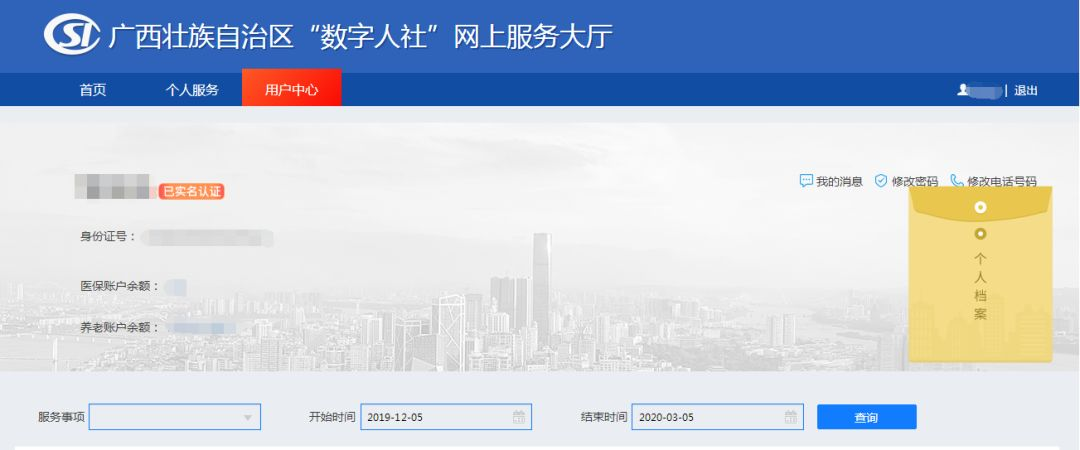 广西壮族自治区“数字人社”网上服务大厅
首页 个人服务 用户中心 | 退出
已实名认证 我的消息 修改密码 修改电话号码
身份证号：
医保账户余额：
养老账户余额：
个人档案
服务事项 开始时间 2019-12-05 结束时间 2020-03-05 查询